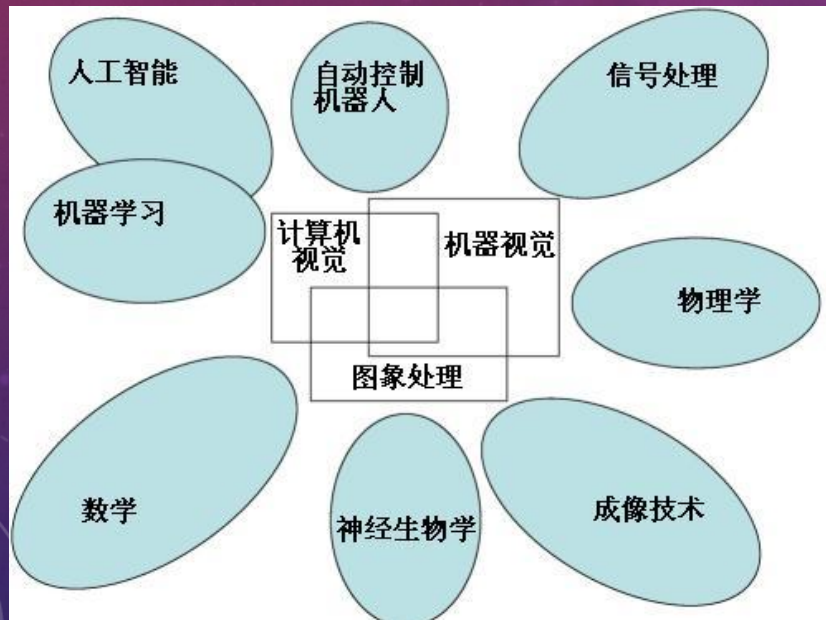 人工智能
自动控制
机器人
信号处理
机器学习
计算机
视觉
机器视觉
物理学
图象处理
数学
神经生物学
成像技术